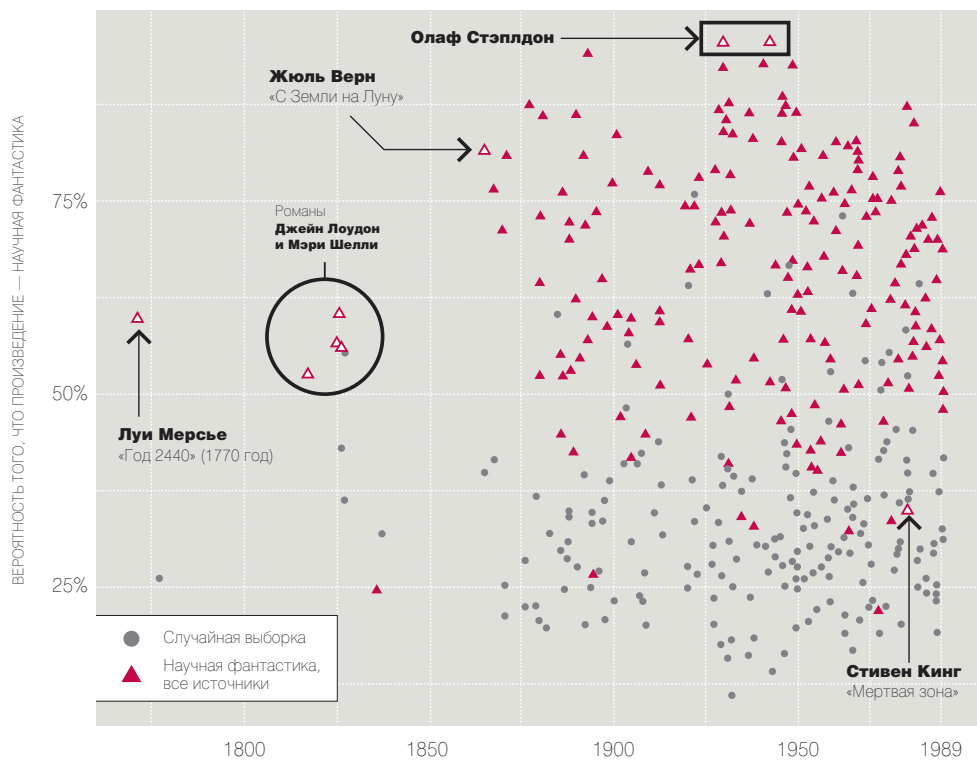 Олаф Стэплдон
Жюль Верн
«С Земли на Луну»
ВЕРОЯТНОСТЬ ТОГО, ЧТО ПРОИЗВЕДЕНИЕ — НАУЧНАЯ ФАНТАСТИКА
75%
Романы
Джейн Лоудон
и Мэри Шелли
50%
Луи Мерсье
«Год 2440» (1770 год)
25%
Случайная выборка
Научная фантастика,
все источники
Стивен Кинг
«Мертвая зона»
1800
1850
1900
1950
1989